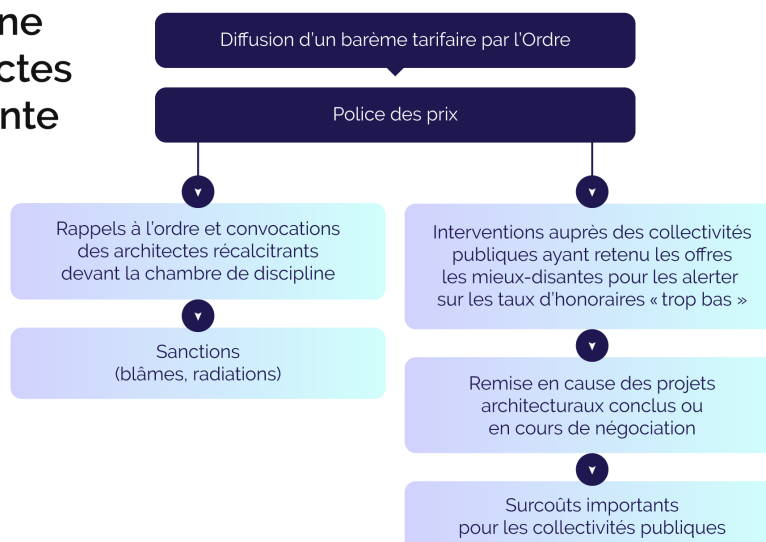 Diffusion d'un barème tarifaire par l'Ordre
Police des prix
Rappels à l'ordre et convocations
des architectes récalcitrants
devant la chambre de discipline
Sanctions
(blâmes, radiations)
Interventions auprès des collectivités
publiques ayant retenu les offres
les mieux-disantes pour les alerter
sur les taux d'honoraires « trop bas »
Remise en cause des projets
architecturaux conclus ou
en cours de négociation
Surcoûts importants
pour les collectivités publiques